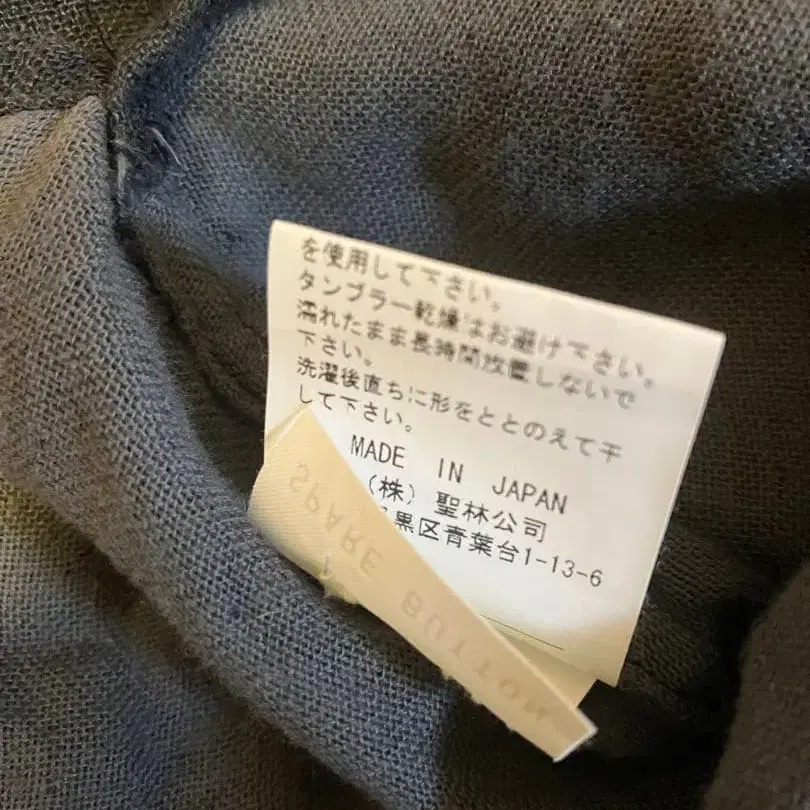 を使用して下さい。
タンブラー乾燥はお避け下さい。
濡れたまま長時間放置しないで
下さい。
洗濯後直ちに形をととのえて干
して下さい。
MADE IN JAPAN
(株) 聖林公司
黒区青葉台1-13-6
SPARE BUTTON